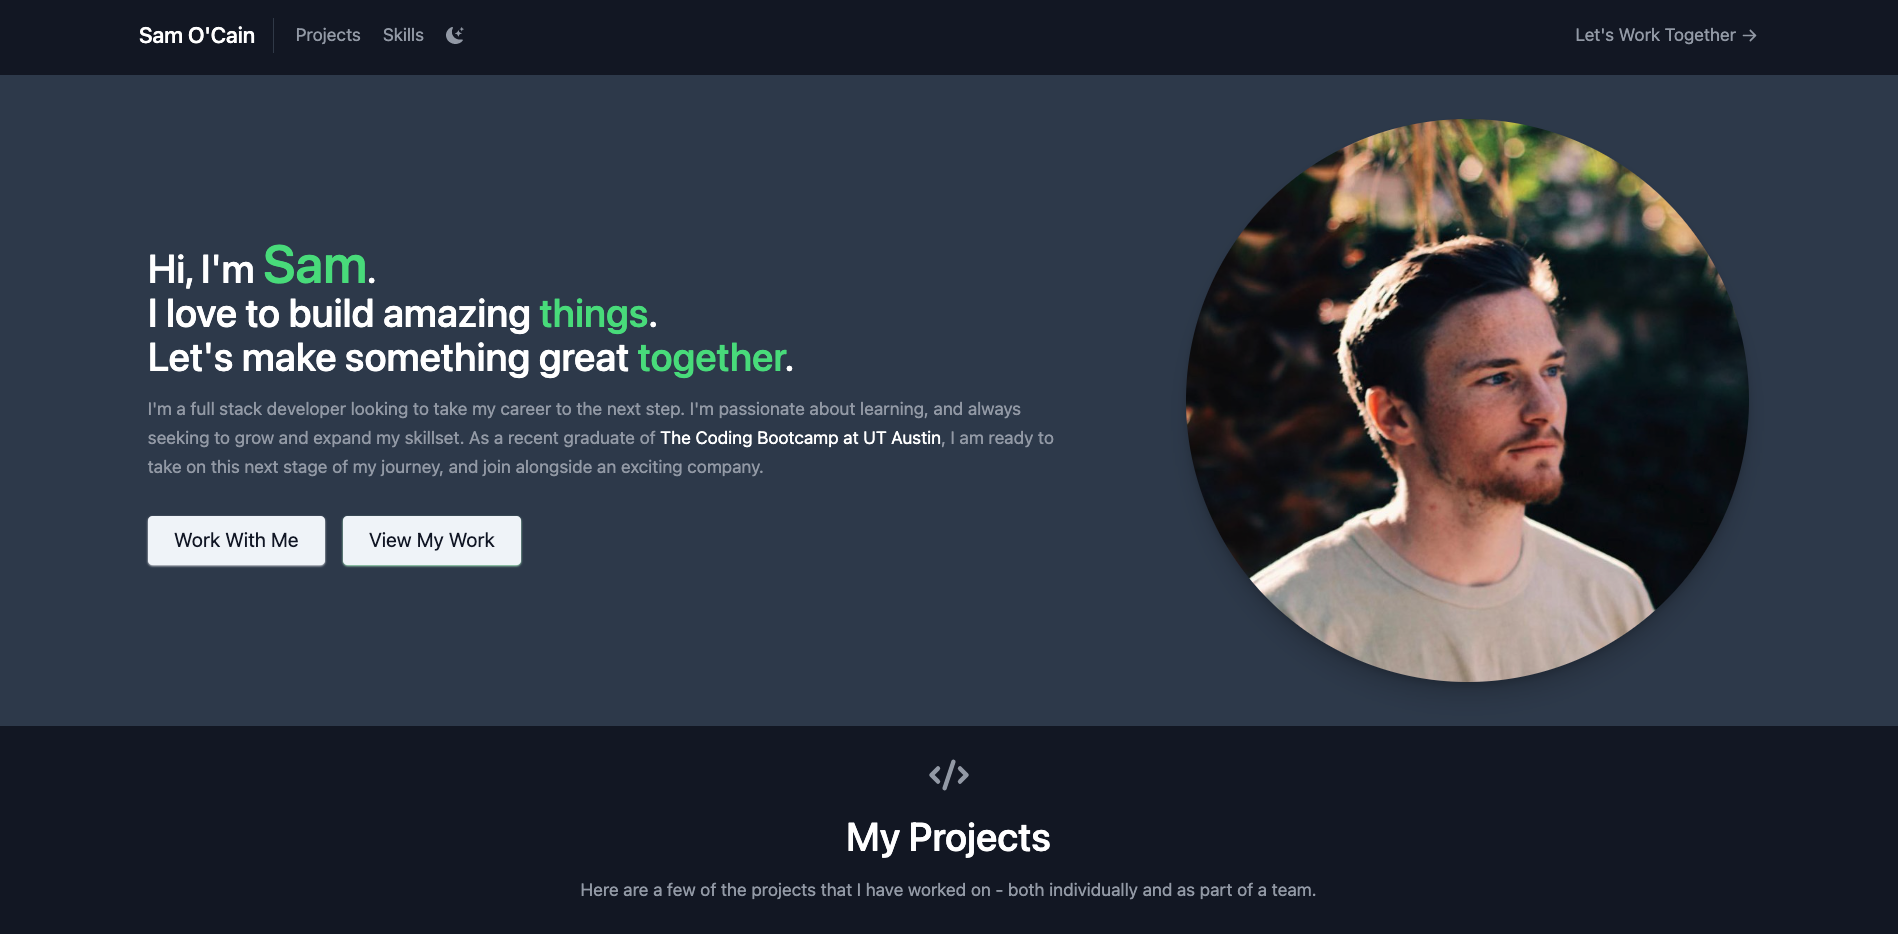 Sam O'Cain
Projects
Skills
Let's Work Together →
Hi, I'm Sam.
I love to build amazing things.
Let's make something great together.
I'm a full stack developer looking to take my career to the next step. I'm passionate about learning, and always
seeking to grow and expand my skillset. As a recent graduate of The Coding Bootcamp at UT Austin, I am ready to
take on this next stage of my journey, and join alongside an exciting company.
Work With Me
View My Work
My Projects
Here are a few of the projects that I have worked on - both individually and as part of a team.